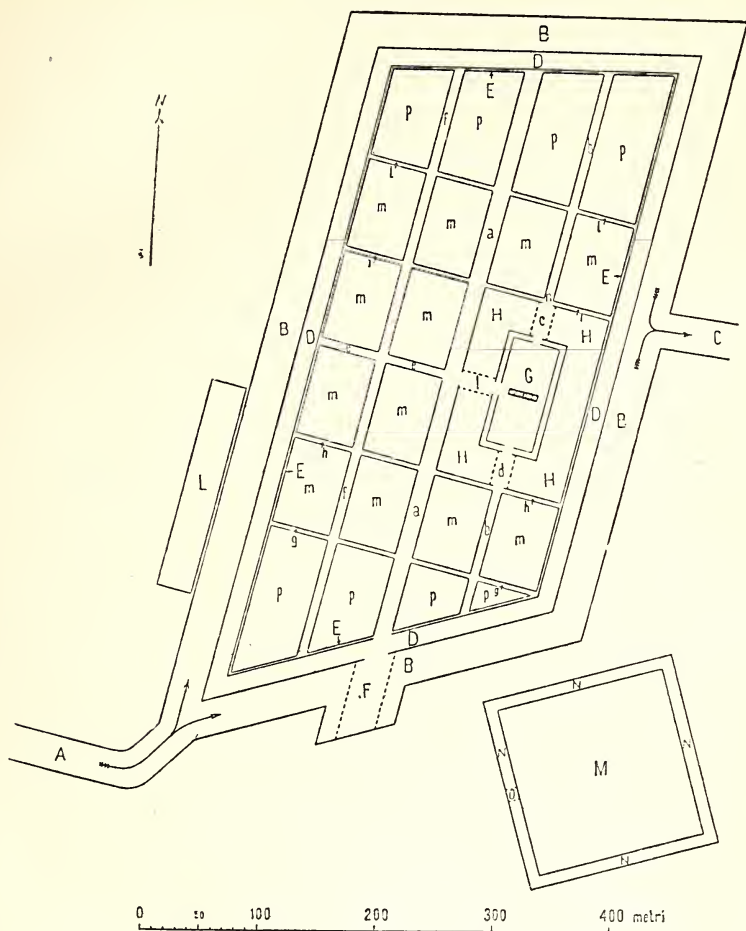 B
D
N
E
p f p p b p
l l'
m m a m m
E
i' n
m m H c i H
B D l G C
e e D B
m m H d H
h h'
L E m f a m b m
g m g'
p p p p
E D
B
F
N
A N M N
Q
N
0 50 100 200 300 400 metri